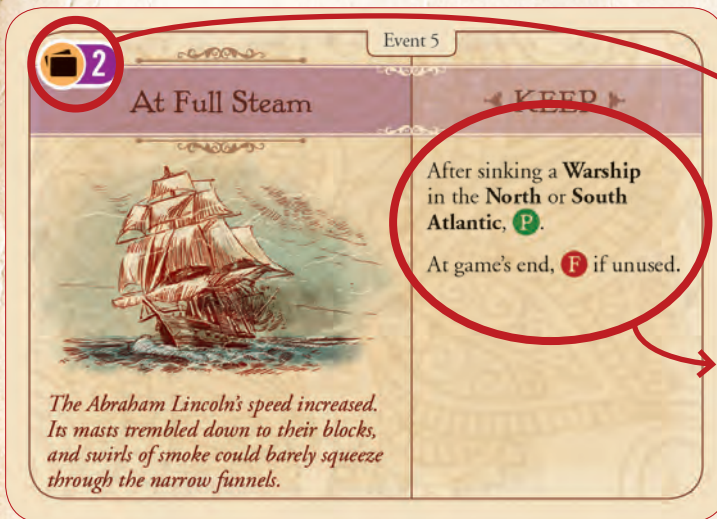 Event 5
2
At Full Steam
KEEP
After sinking a Warship
in the North or South
Atlantic, P.
At game's end, F if unused.
The Abraham Lincoln's speed increased.
Its masts trembled down to their blocks,
and swirls of smoke could barely squeeze
through the narrow funnels.